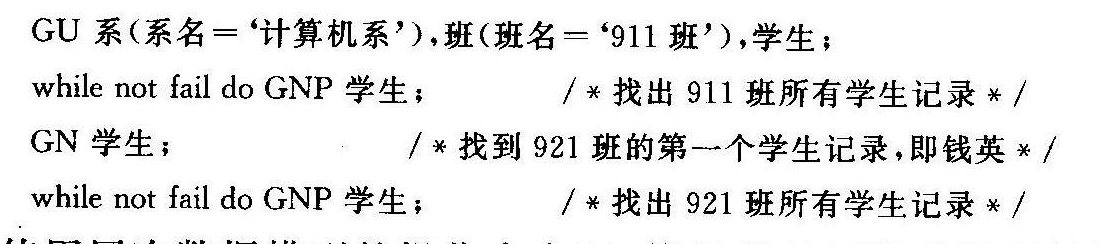 GU 系(系名=‘计算机系’),班(班名=‘911 班’),学生;
while not fail do GNP 学生; /* 找出 911 班所有学生记录 */
GN 学生; /* 找到 921 班的第一个学生记录,即钱英 */
while not fail do GNP 学生; /* 找出 921 班所有学生记录 */